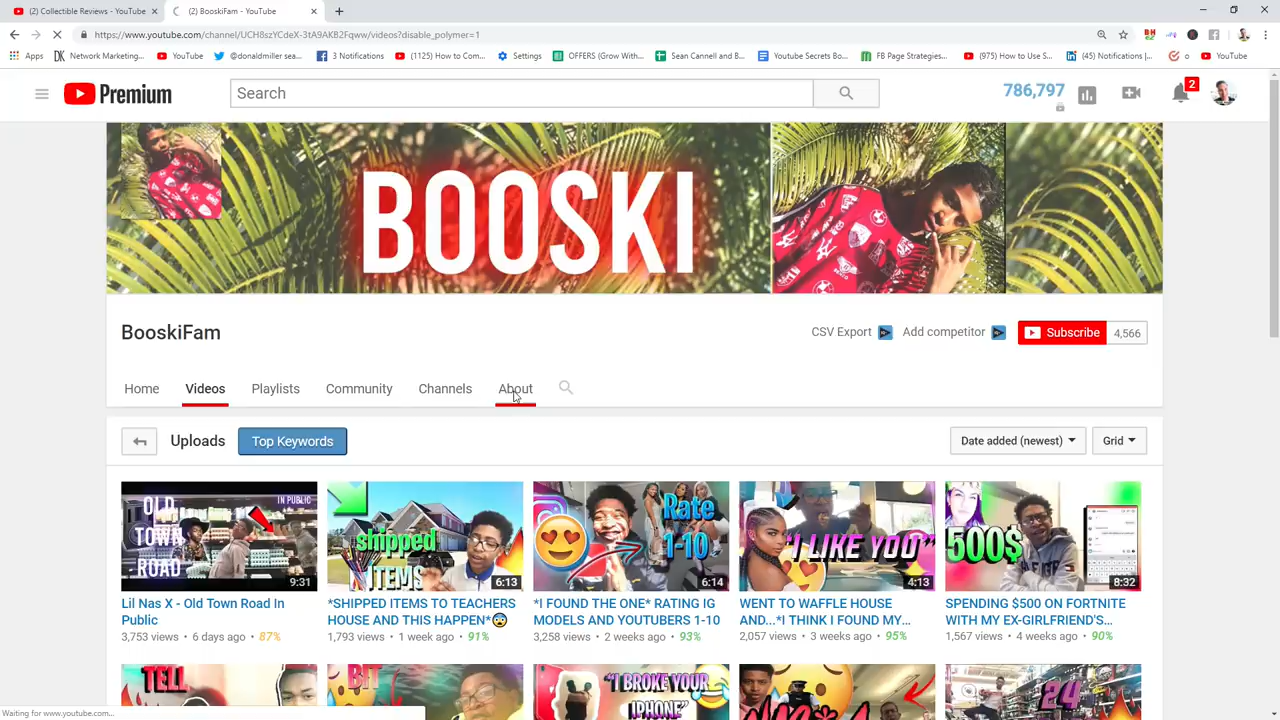 (2) Collectible Reviews - YouTube
(2) BooskiFam - YouTube
https://www.youtube.com/channel/UCH8szYCdeX-3tA9AKB2Fqww/videos?disable_polymer=1
Apps
Network Marketing...
YouTube
@donaldmiller sag...
3 Notifications
(1125) How to Com...
Settings
OFFERS (Grow With...
Sean Cannell and B...
Youtube Secrets Bo...
FB Page Strategies...
(975) How to Use S...
(45) Notifications |...
o
YouTube
Premium
Search
786,797
2
BOOSKI
BooskiFam
CSV Export
Add competitor
Subscribe
4,566
Home
Videos
Playlists
Community
Channels
About
Uploads
Top Keywords
Date added (newest)
Grid
IN PUBLIC
OLD
TOWN
ROAD
9:31
shipped
ITEMS
6:13
Rate
1-10
6:14
"I LIKE YOU"
4:13
500$
8:32
Lil Nas X - Old Town Road In
Public
3,753 views • 6 days ago • 87%
*SHIPPED ITEMS TO TEACHERS
HOUSE AND THIS HAPPEN*😨
1,793 views • 1 week ago • 91%
*I FOUND THE ONE* RATING IG
MODELS AND YOUTUBERS 1-10
3,258 views • 2 weeks ago • 93%
WENT TO WAFFLE HOUSE
AND...*I THINK I FOUND MY...
2,057 views • 3 weeks ago • 95%
SPENDING $500 ON FORTNITE
WITH MY EX-GIRLFRIEND'S...
1,567 views • 4 weeks ago • 90%
TELL
BIT
"I BROKE YOUR
IPHONE"
24
Waiting for www.youtube.com...